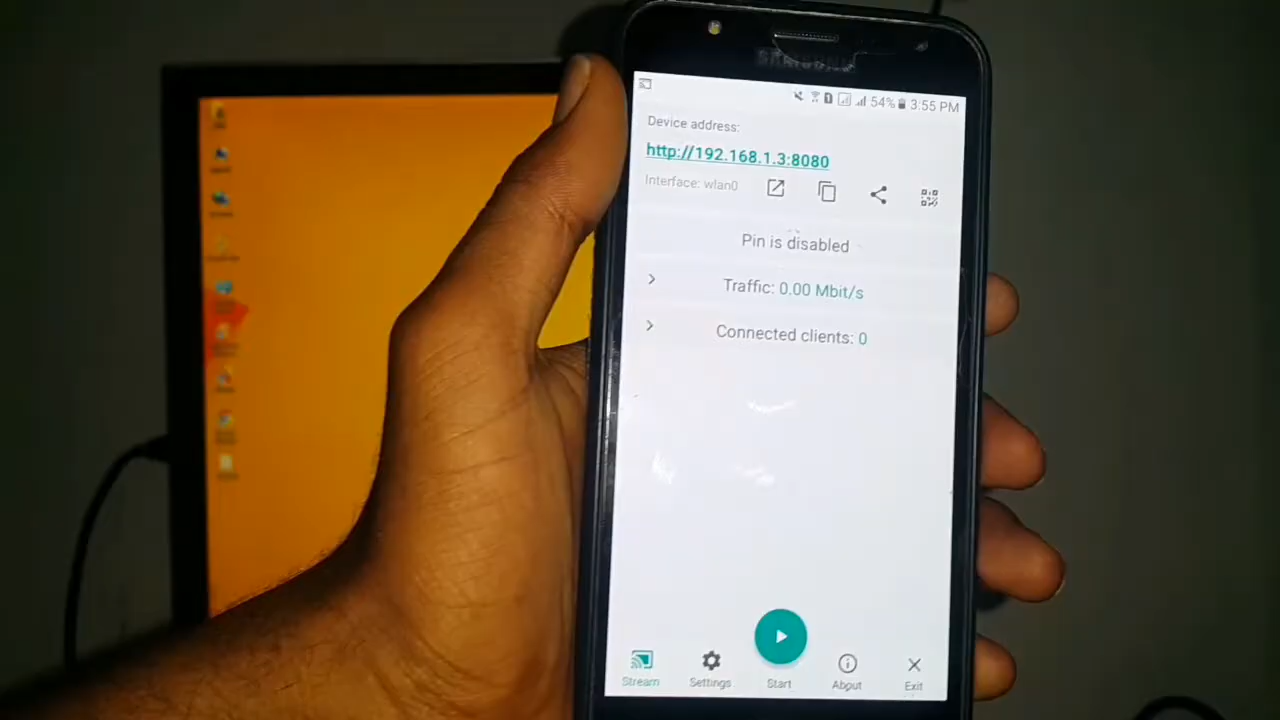 SAMSUNG
54% 3:55 PM
Device address:
http://192.168.1.3:8080
Interface: wlan0
Pin is disabled
Traffic: 0.00 Mbit/s
Connected clients: 0
Stream Settings Start About Exit